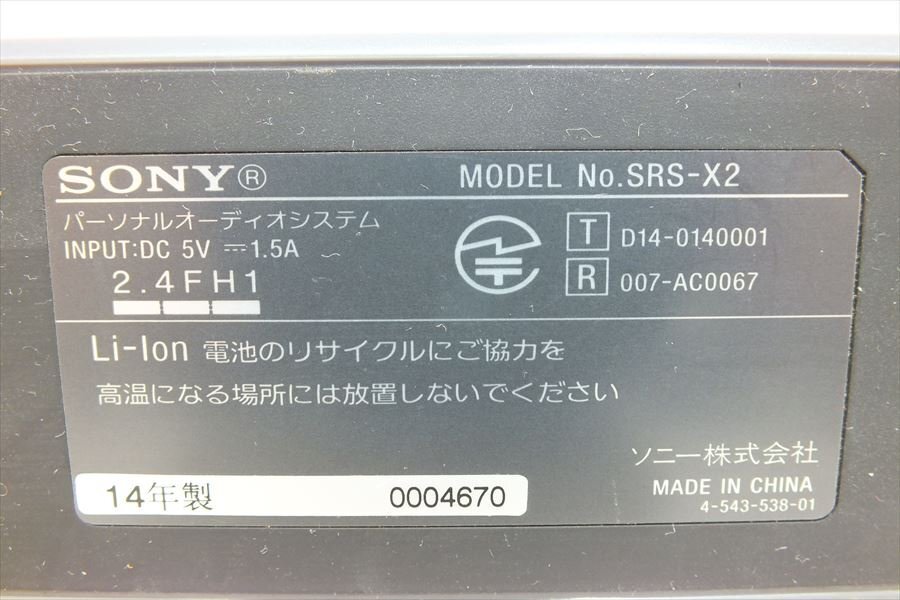 SONY® MODEL No.SRS-X2
パーソナルオーディオシステム
INPUT:DC 5V ⎓1.5A
2.4FH1
T D14-0140001
R 007-AC0067
Li-Ion 電池のリサイクルにご協力を
高温になる場所には放置しないでください
ソニー株式会社
14年製 0004670
MADE IN CHINA
4-543-538-01